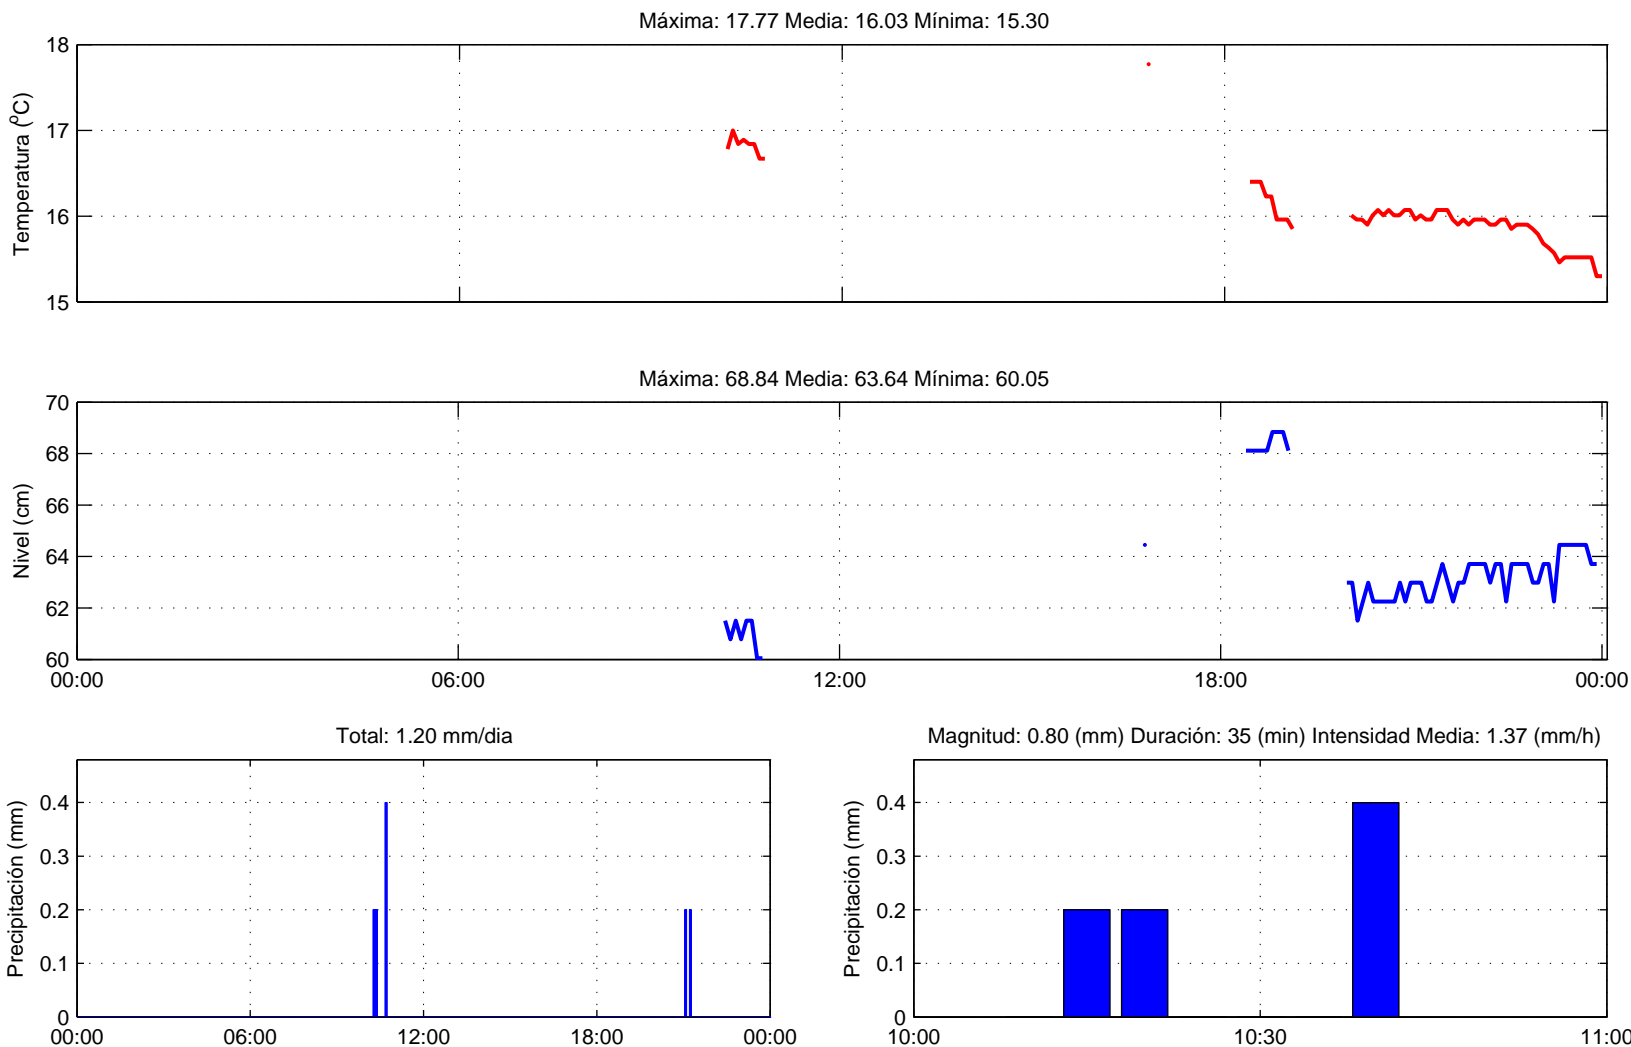 Máxima: 17.77 Media: 16.03 Mínima: 15.30
18
17
16
15
Temperatura (ºC)
Máxima: 68.84 Media: 63.64 Mínima: 60.05
70
68
66
64
62
60
Nivel (cm)
00:00 06:00 12:00 18:00 00:00
Total: 1.20 mm/dia
0.4
0.3
0.2
0.1
0
Precipitación (mm)
00:00 06:00 12:00 18:00 00:00
Magnitud: 0.80 (mm) Duración: 35 (min) Intensidad Media: 1.37 (mm/h)
0.4
0.3
0.2
0.1
0
Precipitación (mm)
10:00 10:30 11:00